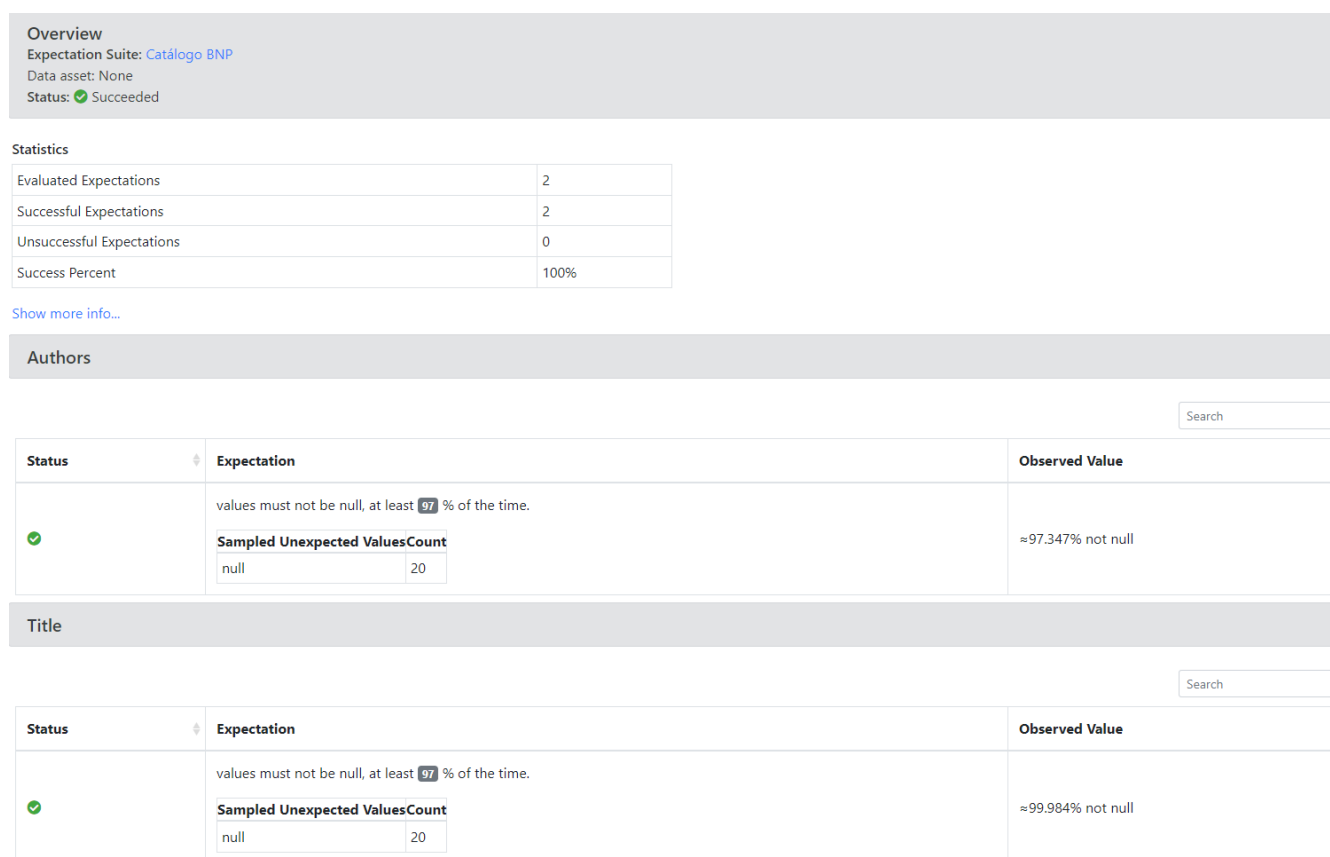 Overview
Expectation Suite: Catálogo BNP
Data asset: None
Status: Succeeded
Statistics
Evaluated Expectations 2
Successful Expectations 2
Unsuccessful Expectations 0
Success Percent 100%
Show more info...
Authors
Search
Status Expectation Observed Value
values must not be null, at least 97 % of the time.
Sampled Unexpected Values Count
≈97.347% not null
null 20
Title
Search
Status Expectation Observed Value
values must not be null, at least 97 % of the time.
Sampled Unexpected Values Count
≈99.984% not null
null 20